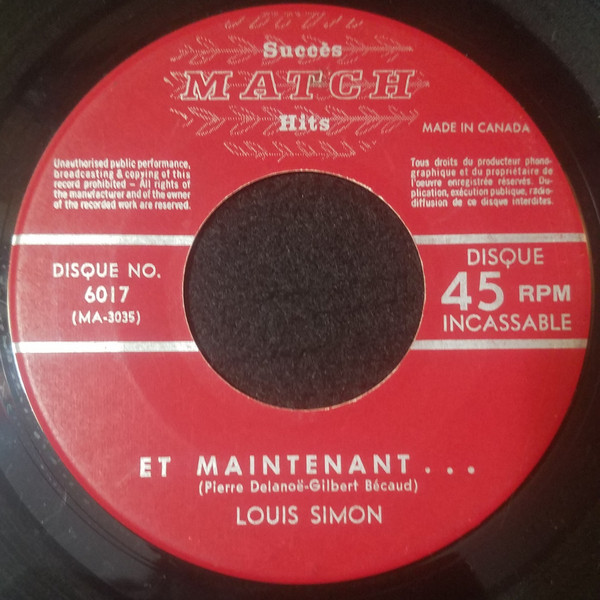 Succès
MATCH
Hits
MADE IN CANADA
Unauthorised public performance,
broadcasting & copying of this
record prohibited – All rights of
the manufacturer and of the owner
of the recorded work are reserved.
Tous droits du producteur phono-
graphique et du propriétaire de
l'oeuvre enregistrée réservés. Du-
plication, exécution publique, radio-
diffusion de ce disque interdites.
DISQUE NO.
6017
(MA-3035)
DISQUE
45 RPM
INCASSABLE
ET MAINTENANT...
(Pierre Delanoë-Gilbert Bécaud)
LOUIS SIMON